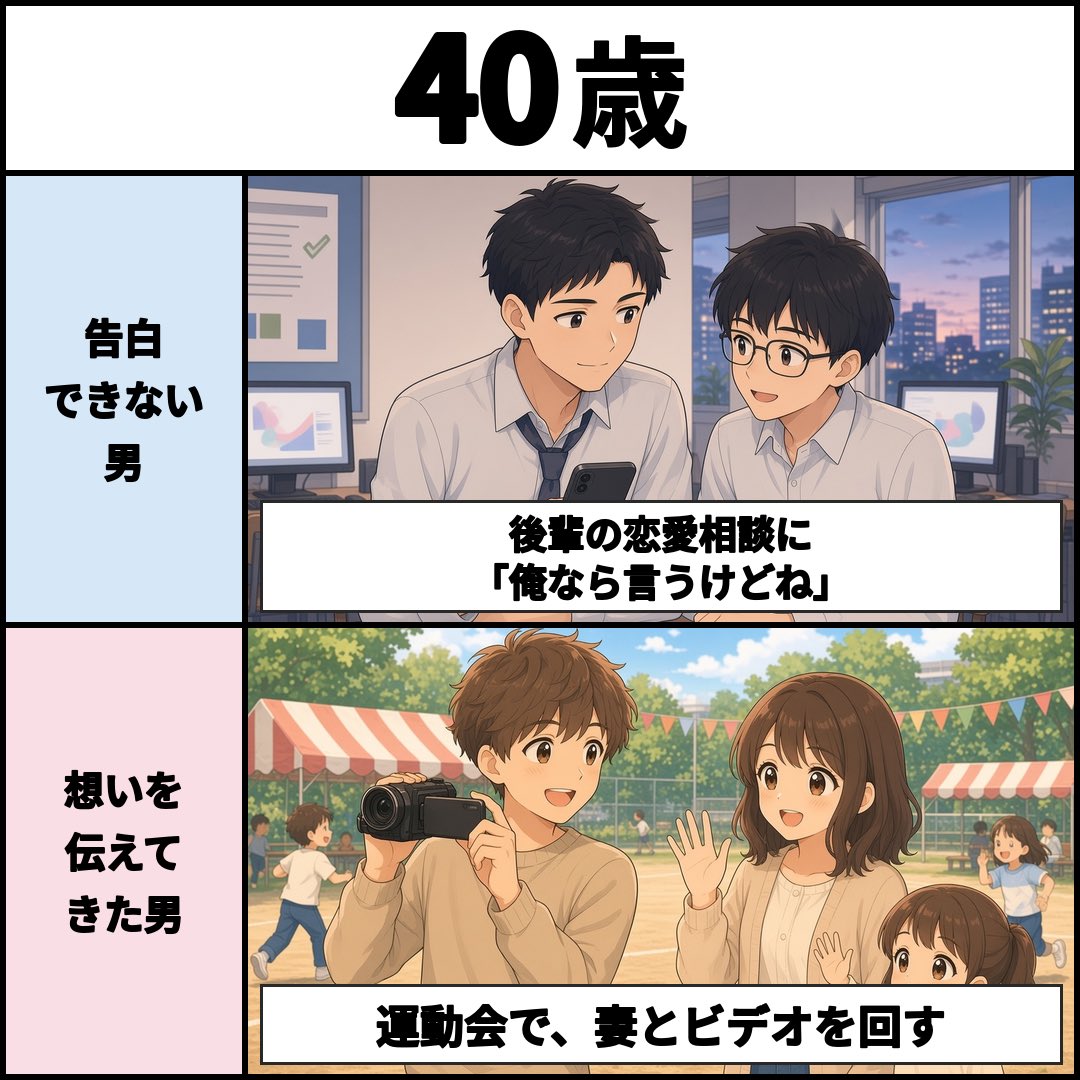 40歳
告白
できない
男
後輩の恋愛相談に
「俺なら言うけどね」
想いを
伝えて
きた男
運動会で、妻とビデオを回す